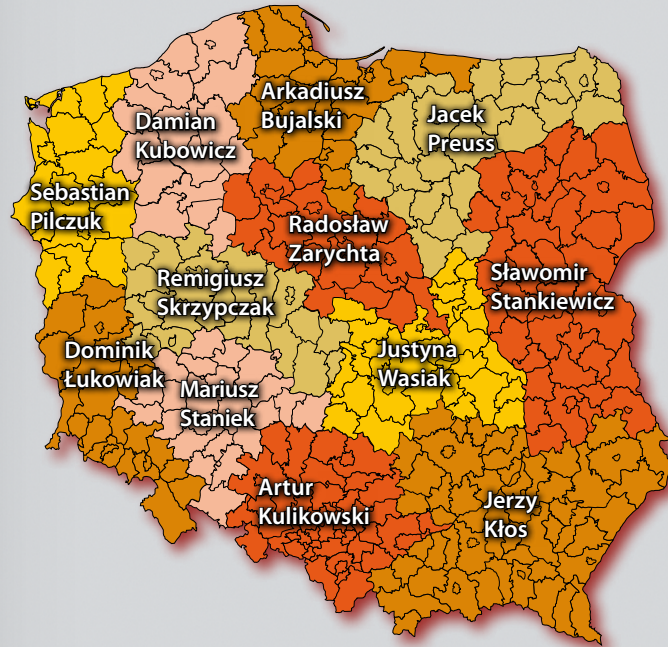 Arkadiusz
Bujalski
Damian
Kubowicz
Jacek
Preuss
Sebastian
Pilczuk
Radosław
Zarychta
Sławomir
Stankiewicz
Remigiusz
Skrzypczak
Dominik
Łukowiak
Justyna
Wasiak
Mariusz
Staniek
Artur
Kulikowski
Jerzy
Kłos